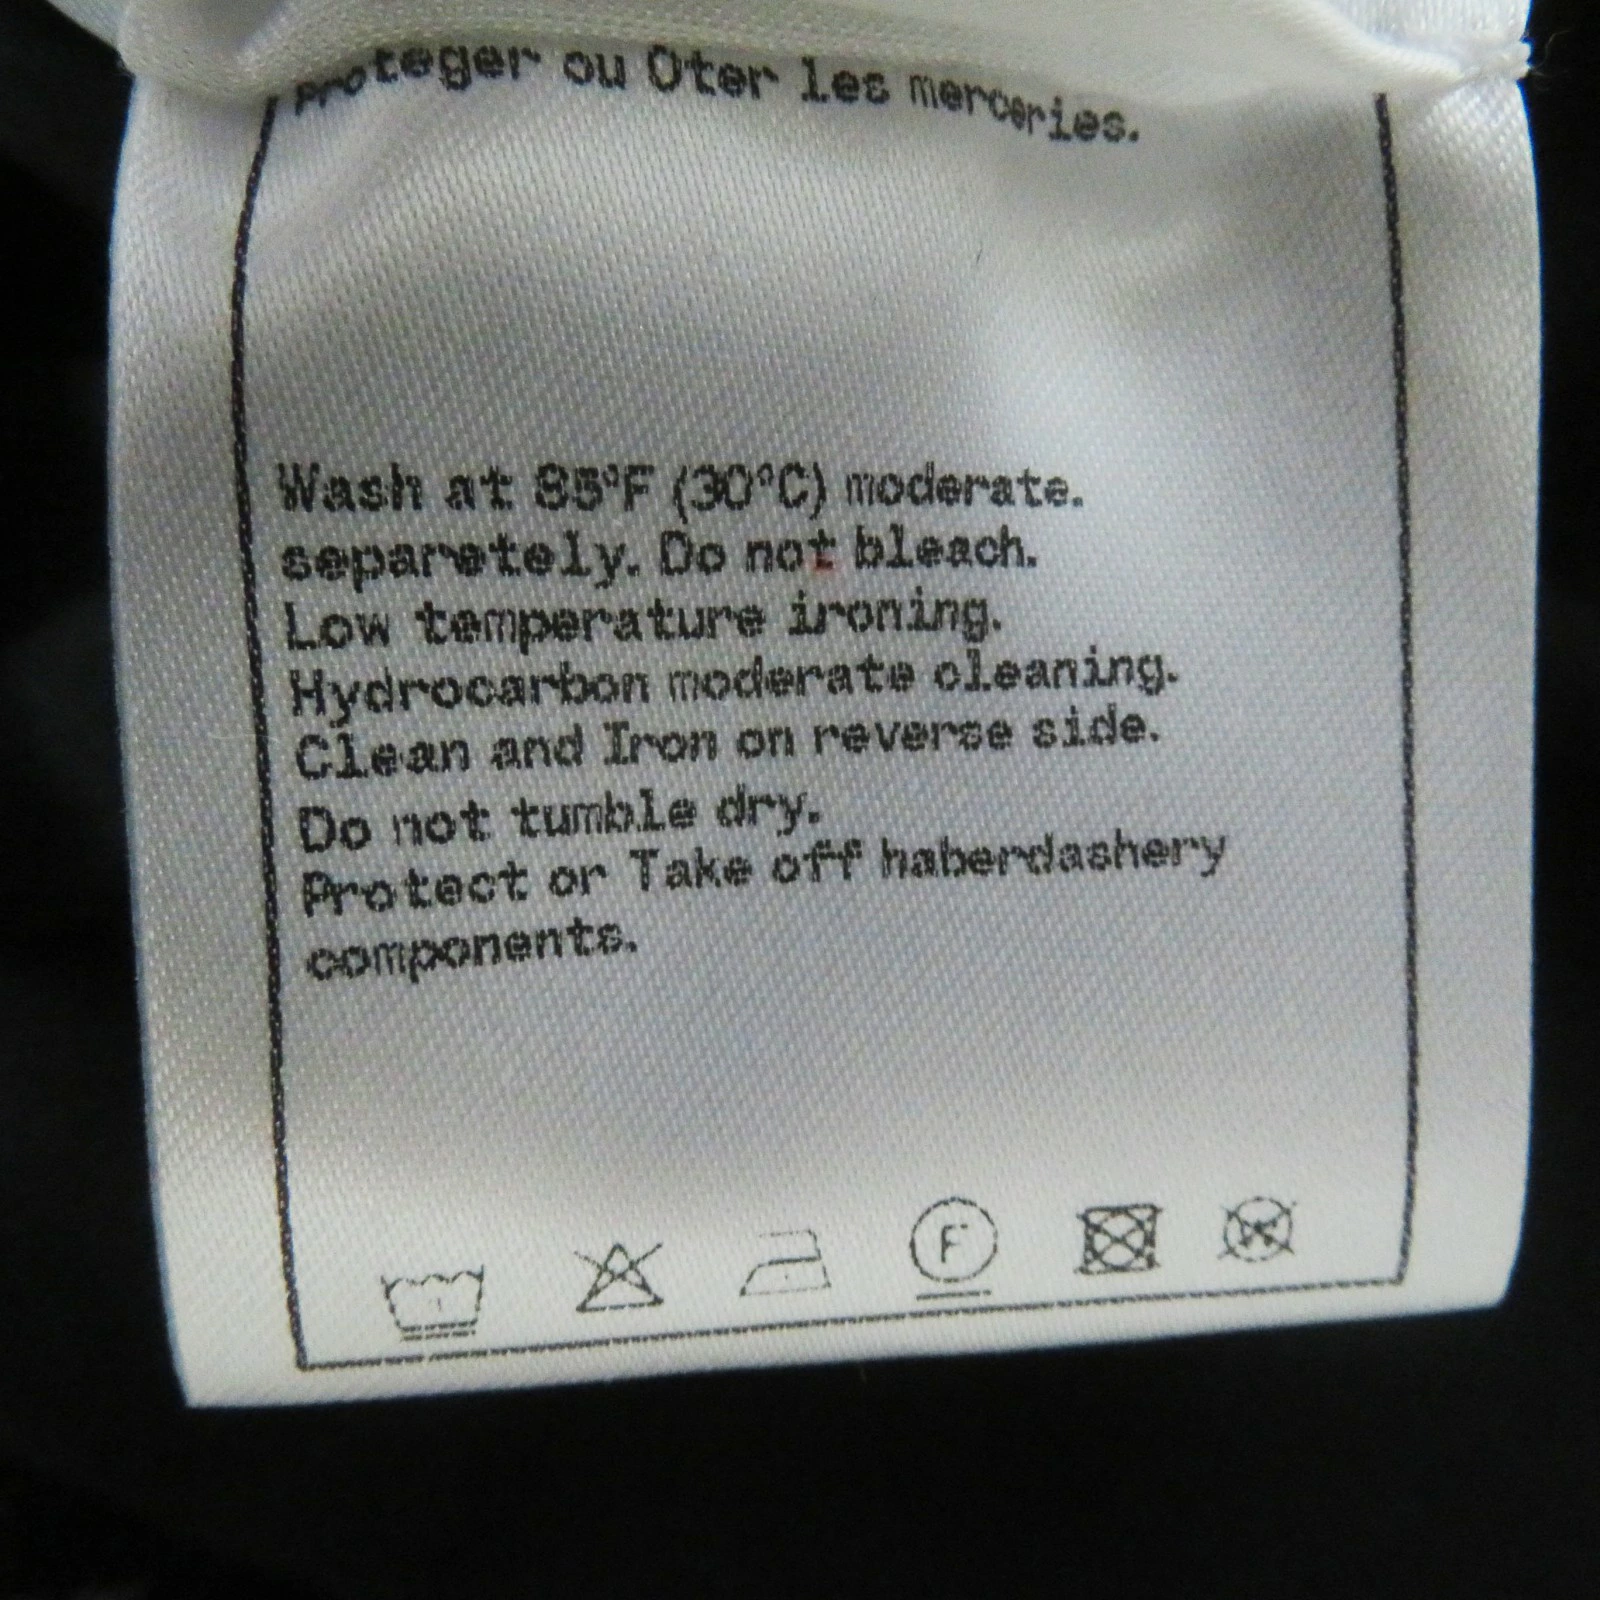 Proteger ou Oter les merceries.
Wash at 85°F (30°C) moderate.
separetely. Do not bleach.
Low temperature ironing.
Hydrocarbon moderate cleaning.
Clean and Iron on reverse side.
Do not tumble dry.
Protect or Take off haberdashery
components.
F